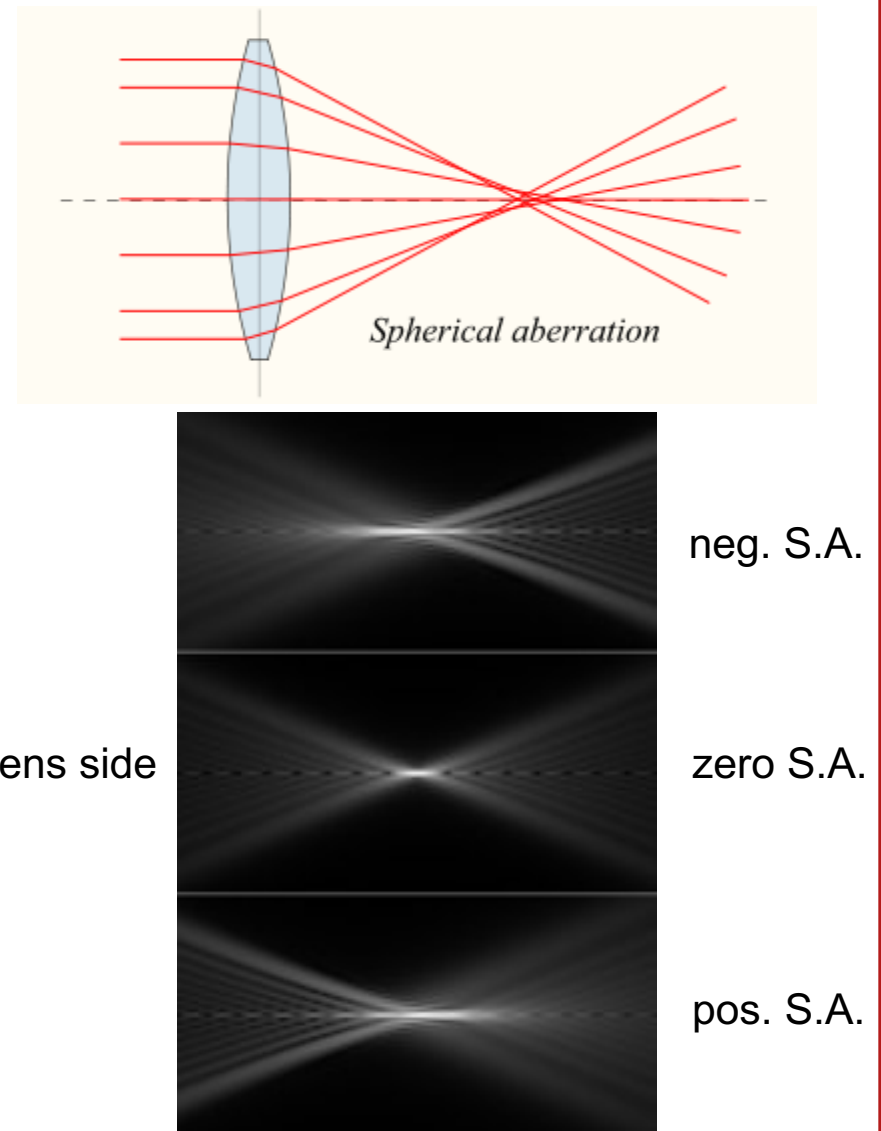 Spherical aberration
neg. S.A.
ens side
zero S.A.
pos. S.A.